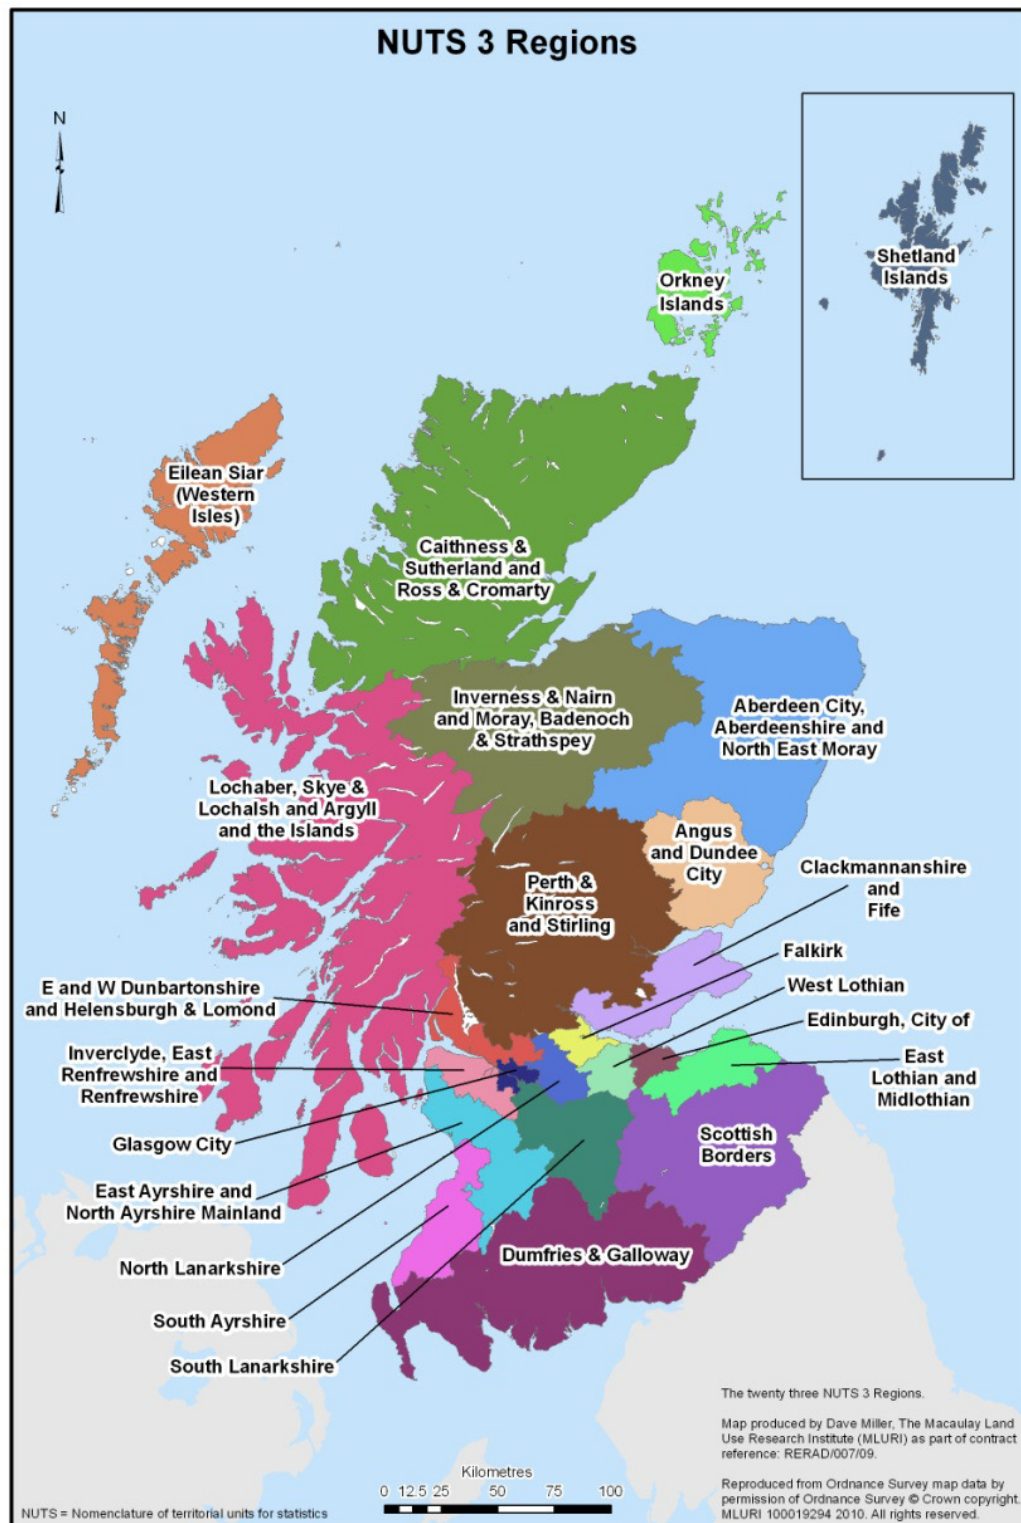 NUTS 3 Regions
N
Shetland
Islands
Orkney
Islands
Eilean Siar
(Western
Isles)
Caithness &
Sutherland and
Ross & Cromarty
Inverness & Nairn
and Moray, Badenoch
& Strathspey
Aberdeen City,
Aberdeenshire and
North East Moray
Lochaber, Skye &
Lochalsh and Argyll
and the Islands
Angus
and Dundee
City
Perth &
Kinross
and Stirling
Clackmannanshire
and
Fife
Falkirk
West Lothian
Edinburgh, City of
East
Lothian and
Midlothian
E and W Dunbartonshire
and Helensburgh & Lomond
Inverclyde, East
Renfrewshire and
Renfrewshire
Glasgow City
East Ayrshire and
North Ayrshire Mainland
North Lanarkshire
South Ayrshire
South Lanarkshire
Scottish
Borders
Dumfries & Galloway
The twenty three NUTS 3 Regions.
Map produced by Dave Miller, The Macaulay Land
Use Research Institute (MLURI) as part of contract
reference: RERAD/007/09.
Reproduced from Ordnance Survey map data by
permission of Ordnance Survey © Crown copyright.
MLURI 100019294 2010. All rights reserved.
Kilometres
0 12.5 25 50 75 100
NUTS = Nomenclature of territorial units for statistics